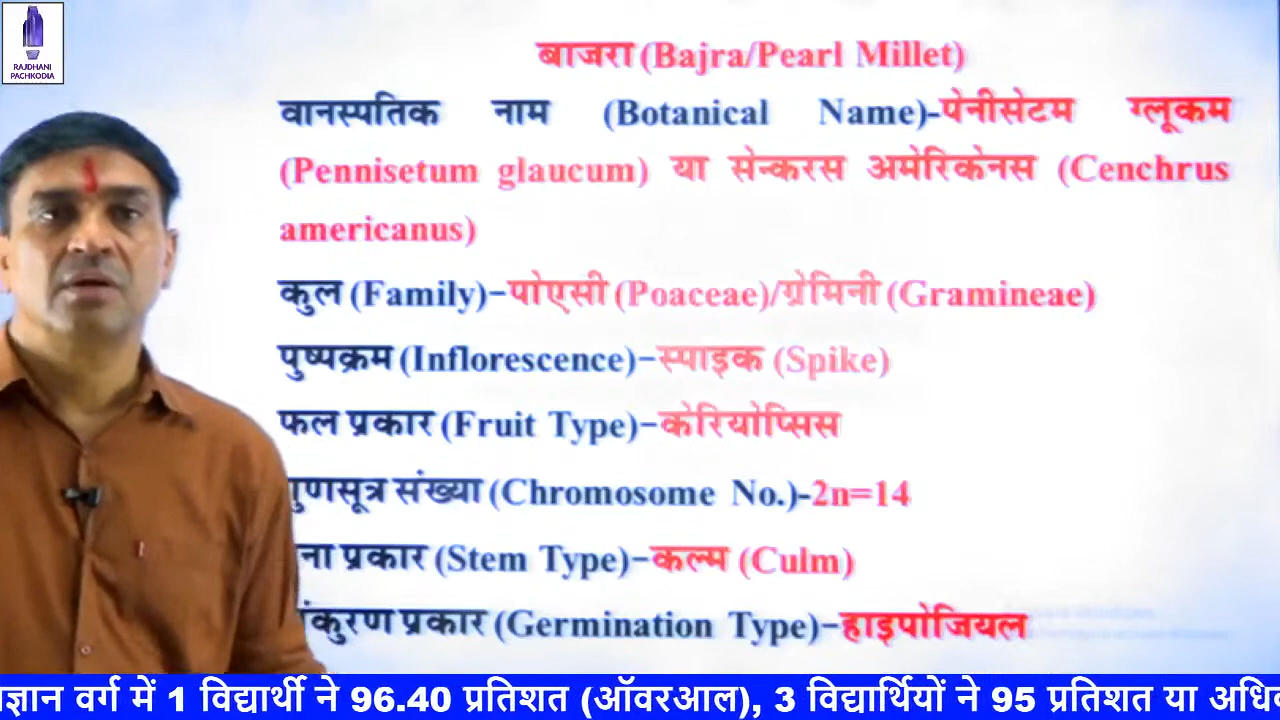 RAJDHANI
PACHKODIA
बाजरा (Bajra/Pearl Millet)
वानस्पतिक नाम (Botanical Name)-पेनीसेटम ग्लूकम
(Pennisetum glaucum) या सेन्करस अमेरिकेनस (Cenchrus
americanus)
कुल (Family)–पोएसी (Poaceae)/ग्रेमिनी (Gramineae)
पुष्पक्रम (Inflorescence)–स्पाइक (Spike)
फल प्रकार (Fruit Type)–केरियोप्सिस
गुणसूत्र संख्या (Chromosome No.)-2n=14
प्रकार (Stem Type)–कल्म (Culm)
प्रकार (Germination Type)–हाइपोजियल
वर्ग में 1 विद्यार्थी ने 96.40 प्रतिशत (ऑवरआल), 3 विद्यार्थियों ने 95 प्रतिशत या